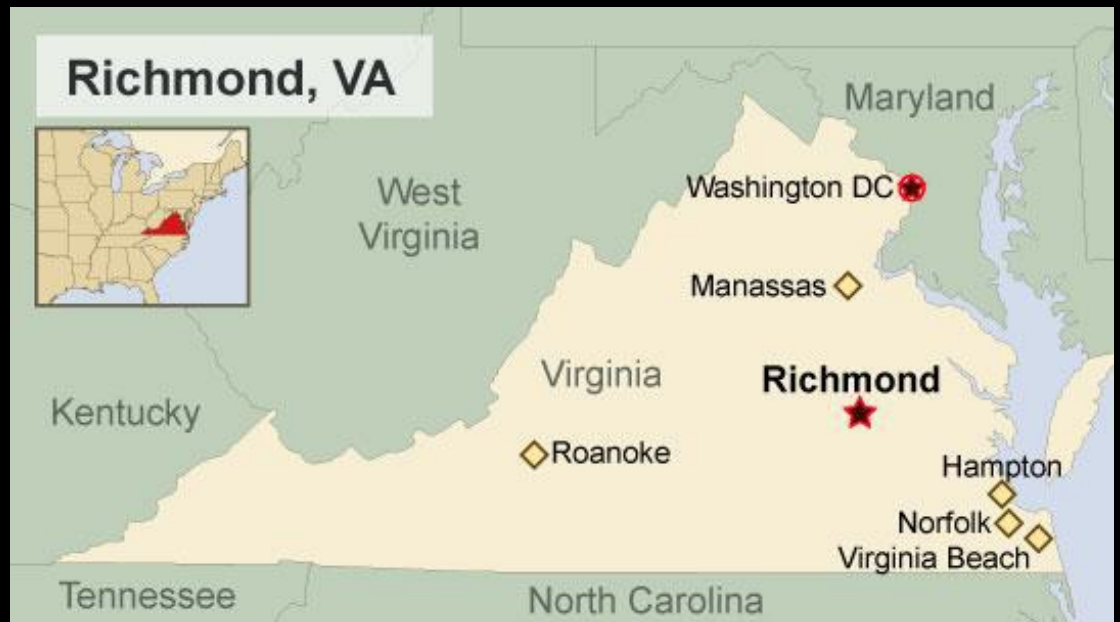 Richmond, VA
Maryland
West
Virginia
Washington DC
Manassas
Virginia
Richmond
Kentucky
Roanoke
Hampton
Norfolk
Virginia Beach
Tennessee
North Carolina